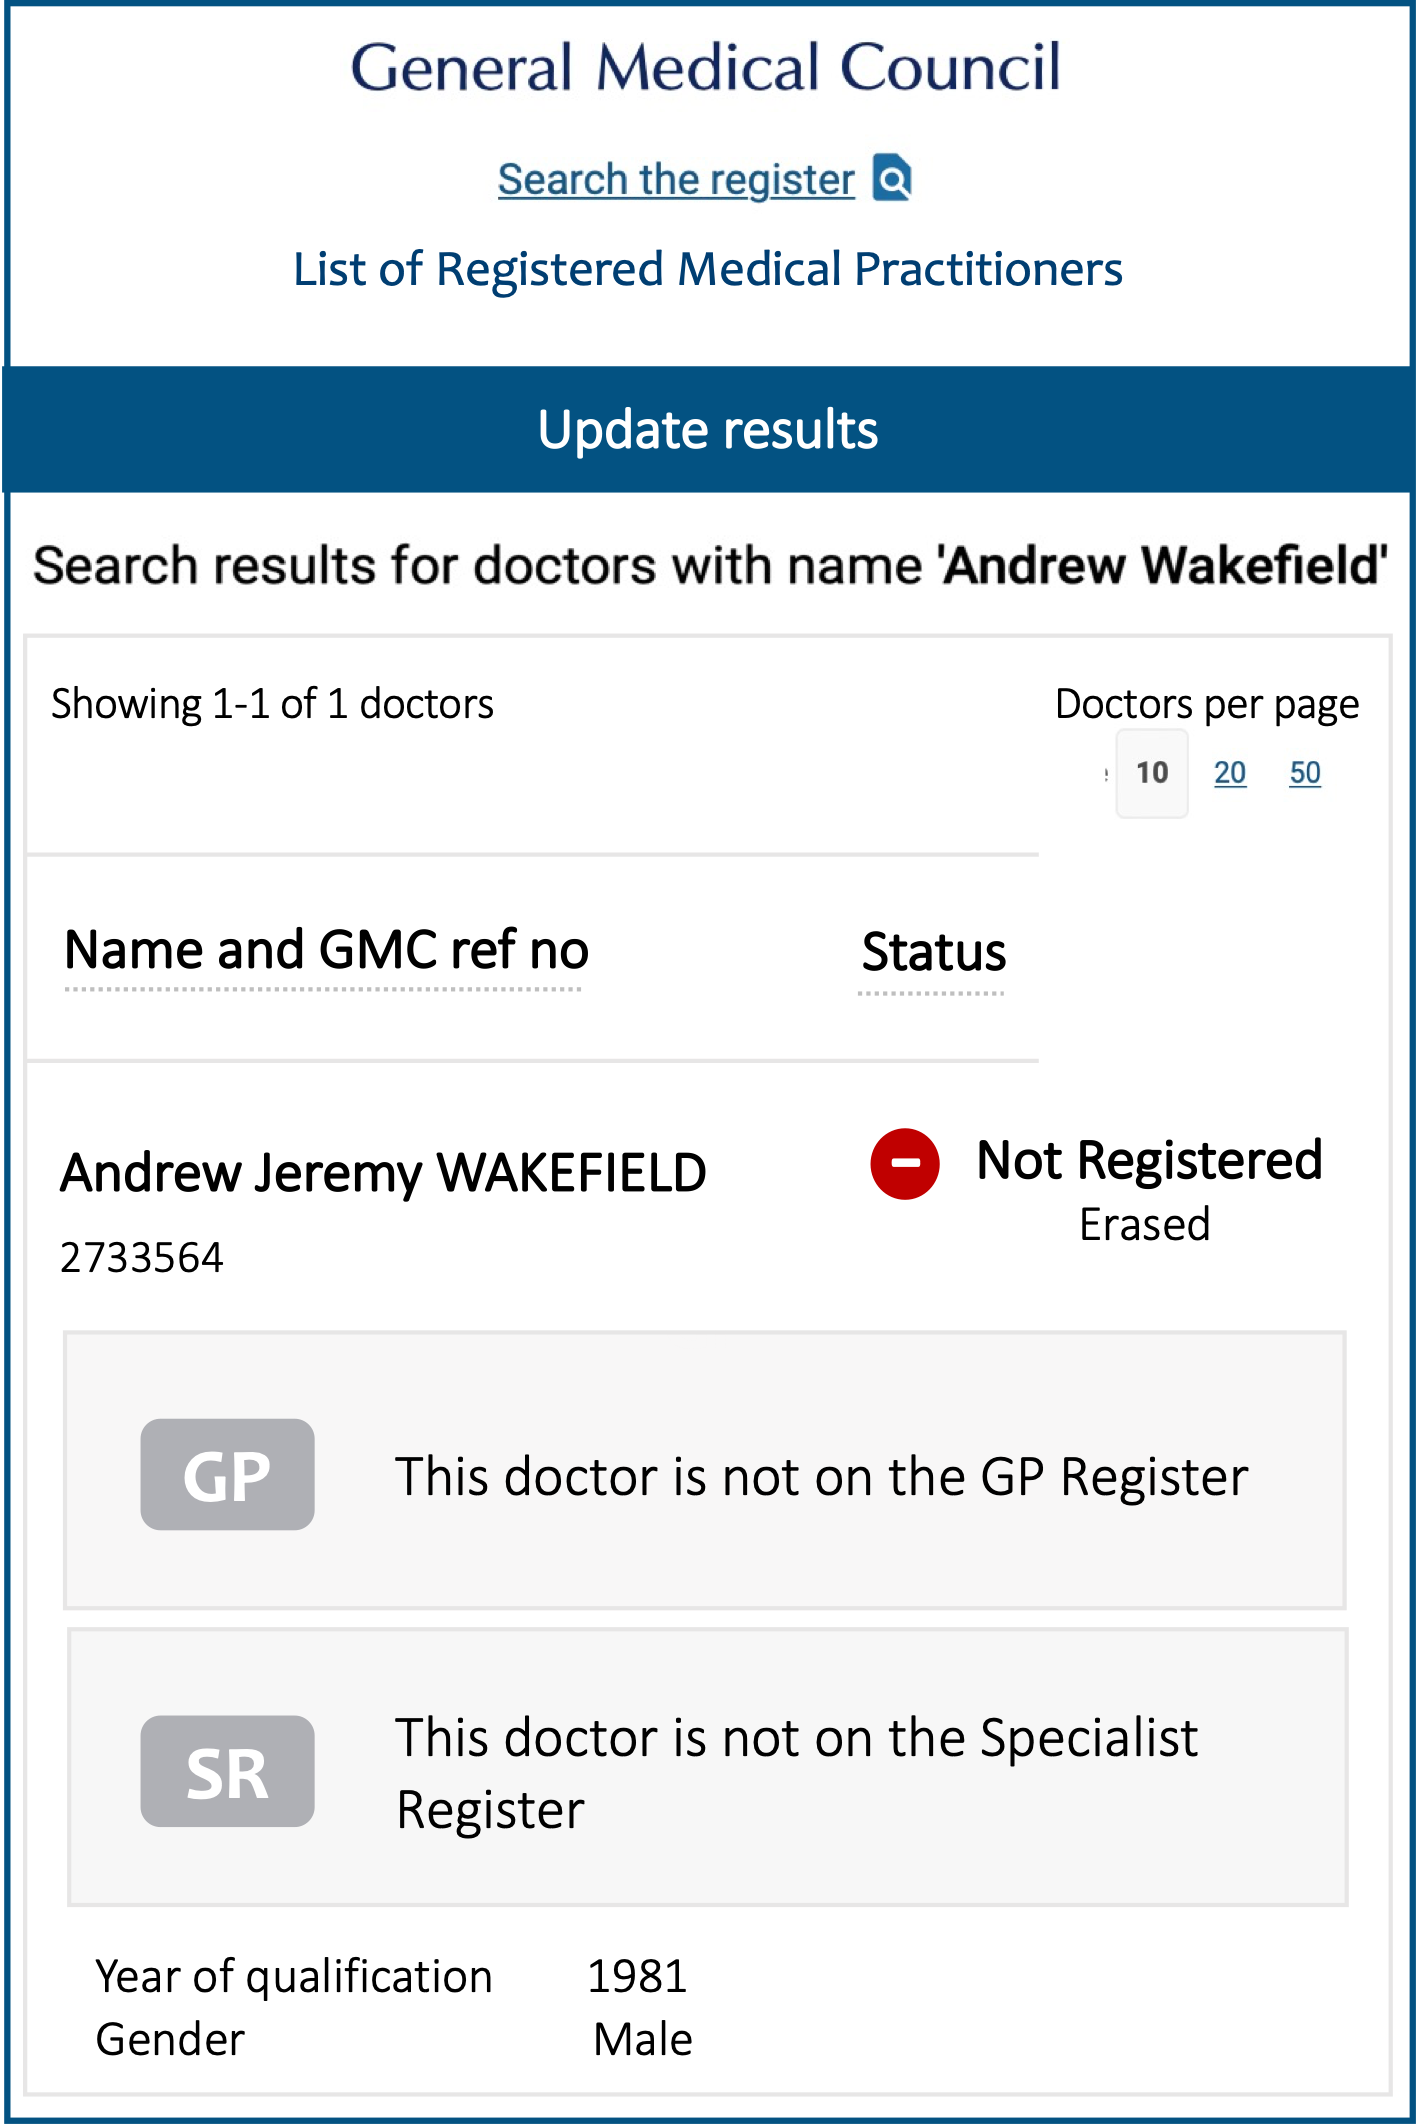 General Medical Council
Search the register
List of Registered Medical Practitioners
Update results
Search results for doctors with name 'Andrew Wakefield'
Showing 1-1 of 1 doctors
Doctors per page
10 20 50
Name and GMC ref no
Status
Andrew Jeremy WAKEFIELD
2733564
Not Registered
Erased
GP
This doctor is not on the GP Register
SR
This doctor is not on the Specialist
Register
Year of qualification 1981
Gender Male